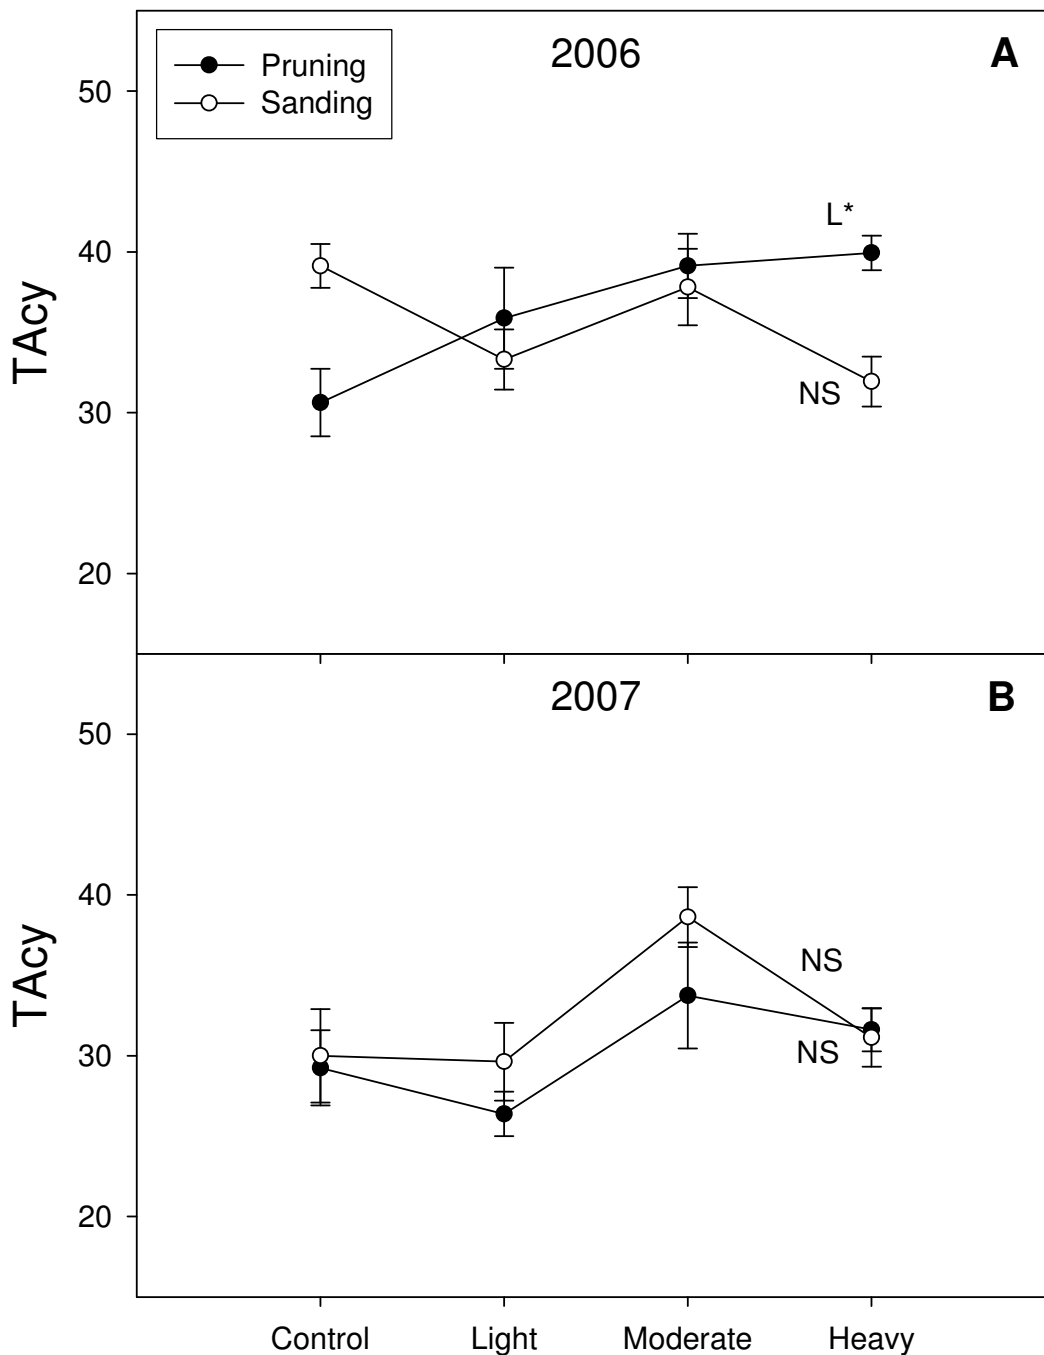 2006
A
Pruning
Sanding
50
L*
40
TAcy
NS
30
20
2007
B
50
40
TAcy
NS
NS
30
20
Control Light Moderate Heavy